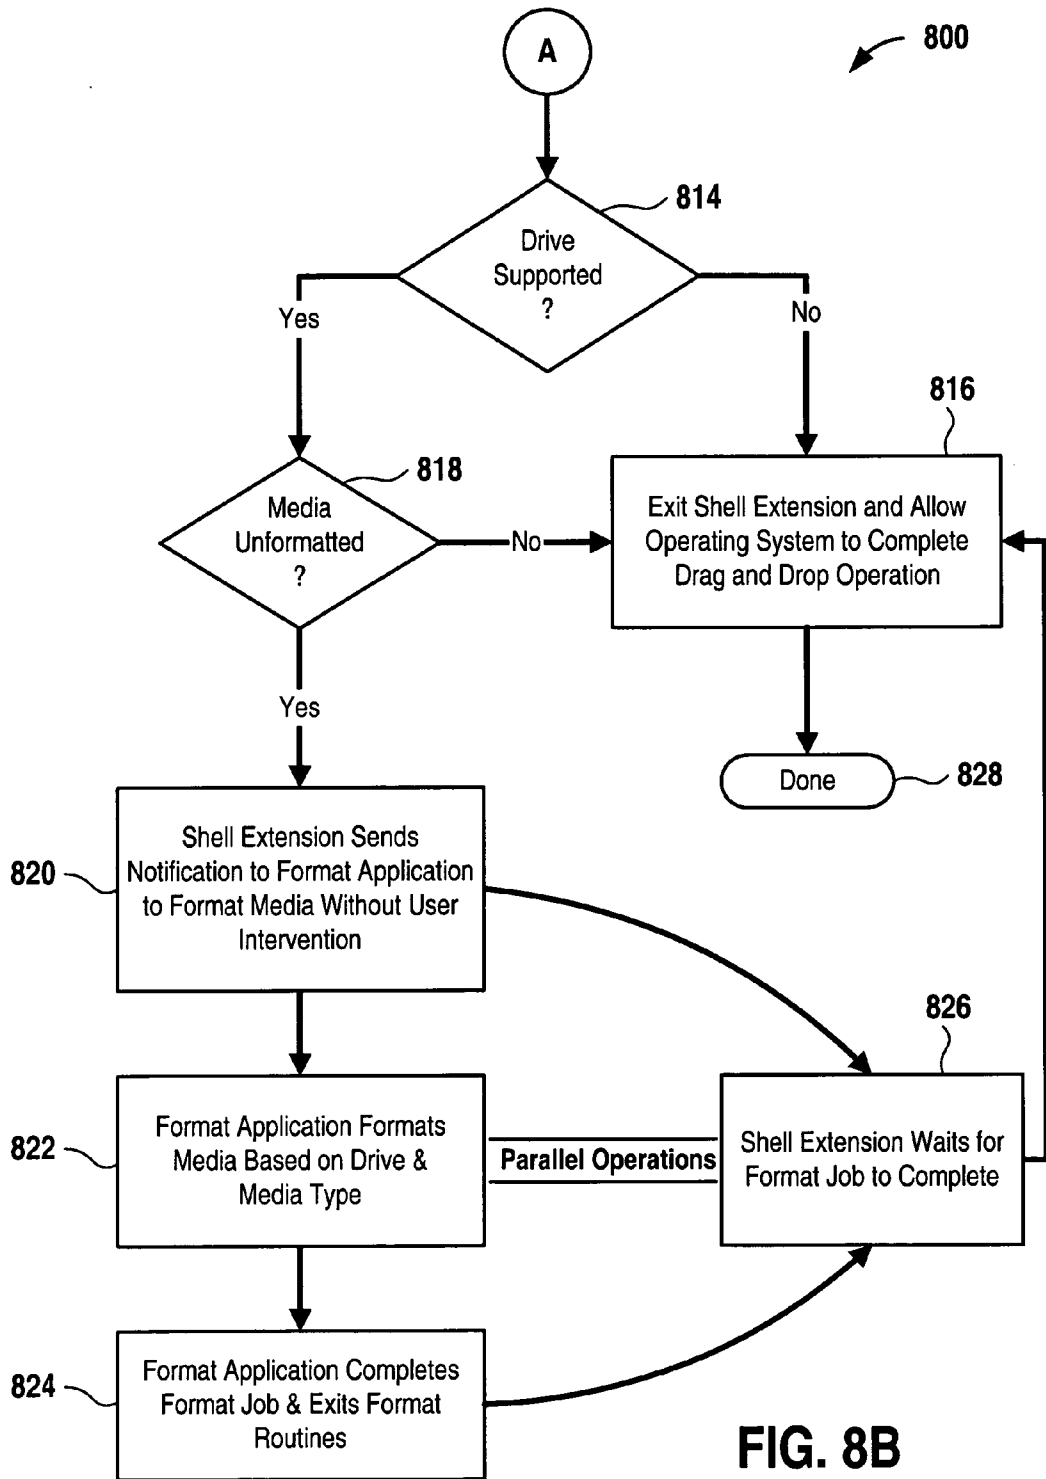 A
800
814
Drive
Supported
?
Yes
No
816
818
Media
Unformatted
?
No
Exit Shell Extension and Allow
Operating System to Complete
Drag and Drop Operation
Yes
Done
828
820
Shell Extension Sends
Notification to Format Application
to Format Media Without User
Intervention
826
822
Format Application Formats
Media Based on Drive &
Media Type
Parallel Operations
Shell Extension Waits for
Format Job to Complete
824
Format Application Completes
Format Job & Exits Format
Routines
FIG. 8B